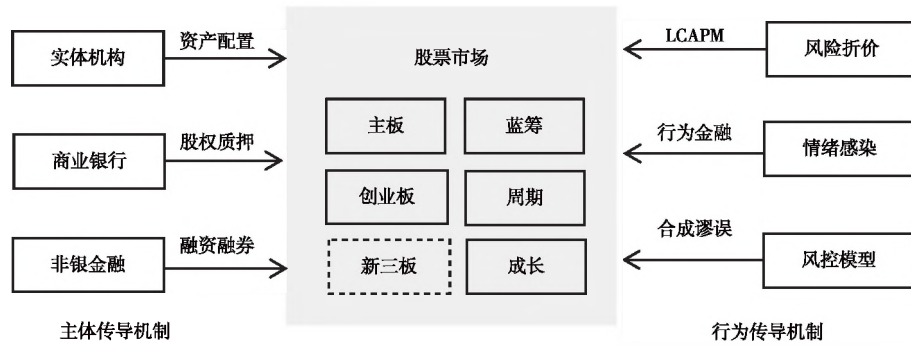 实体机构
资产配置
股票市场
LCAPM
风险折价
主板
蓝筹
商业银行
股权质押
行为金融
情绪感染
创业板
周期
非银金融
融资融券
新三板
成长
合成谬误
风控模型
主体传导机制
行为传导机制